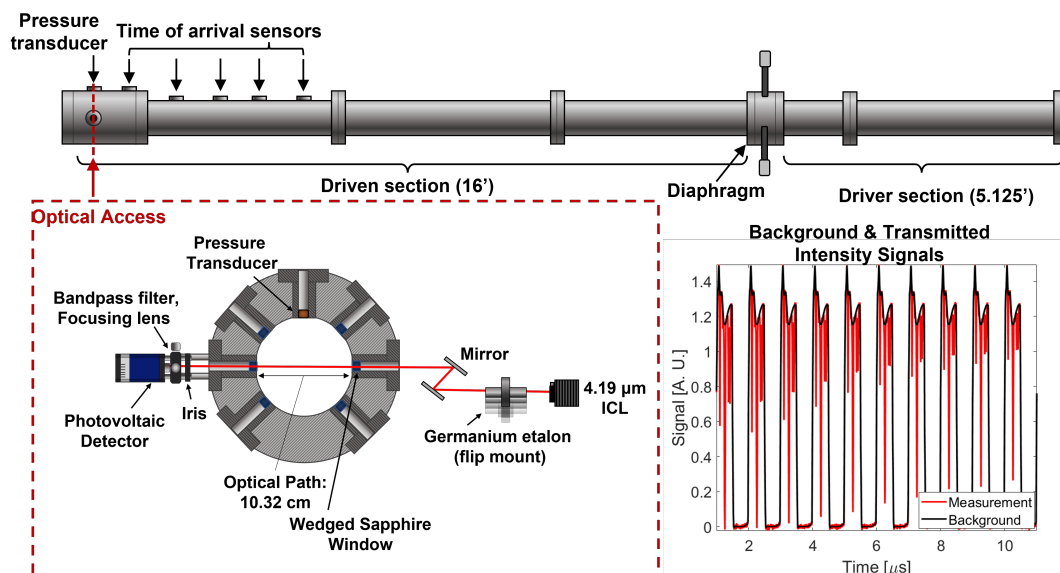 Pressure
transducer
Time of arrival sensors
Driven section (16’)
Diaphragm
Driver section (5.125’)
Optical Access
Pressure
Transducer
Bandpass filter,
Focusing lens
Photovoltaic
Detector
Iris
Mirror
4.19 μm
ICL
Germanium etalon
(flip mount)
Optical Path:
10.32 cm
Wedged Sapphire
Window
Background & Transmitted
Intensity Signals
Signal [A. U.]
1.4
1.2
1
0.8
0.6
0.4
0.2
0
Measurement
Background
2
4
6
8
10
Time [μs]